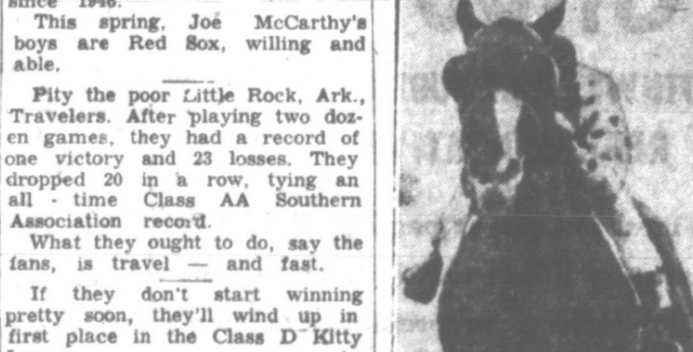 since 1946.
This spring, Joe McCarthy's
boys are Red Sox, willing and
able.
Pity the poor Little Rock, Ark.,
Travelers. After playing two doz-
en games, they had a record of
one victory and 23 losses. They
dropped 20 in a row, tying an
all - time Class AA Southern
Association record.
What they ought to do, say the
fans, is travel — and fast.
If they don't start winning
pretty soon, they'll wind up in
first place in the Class D Kitty